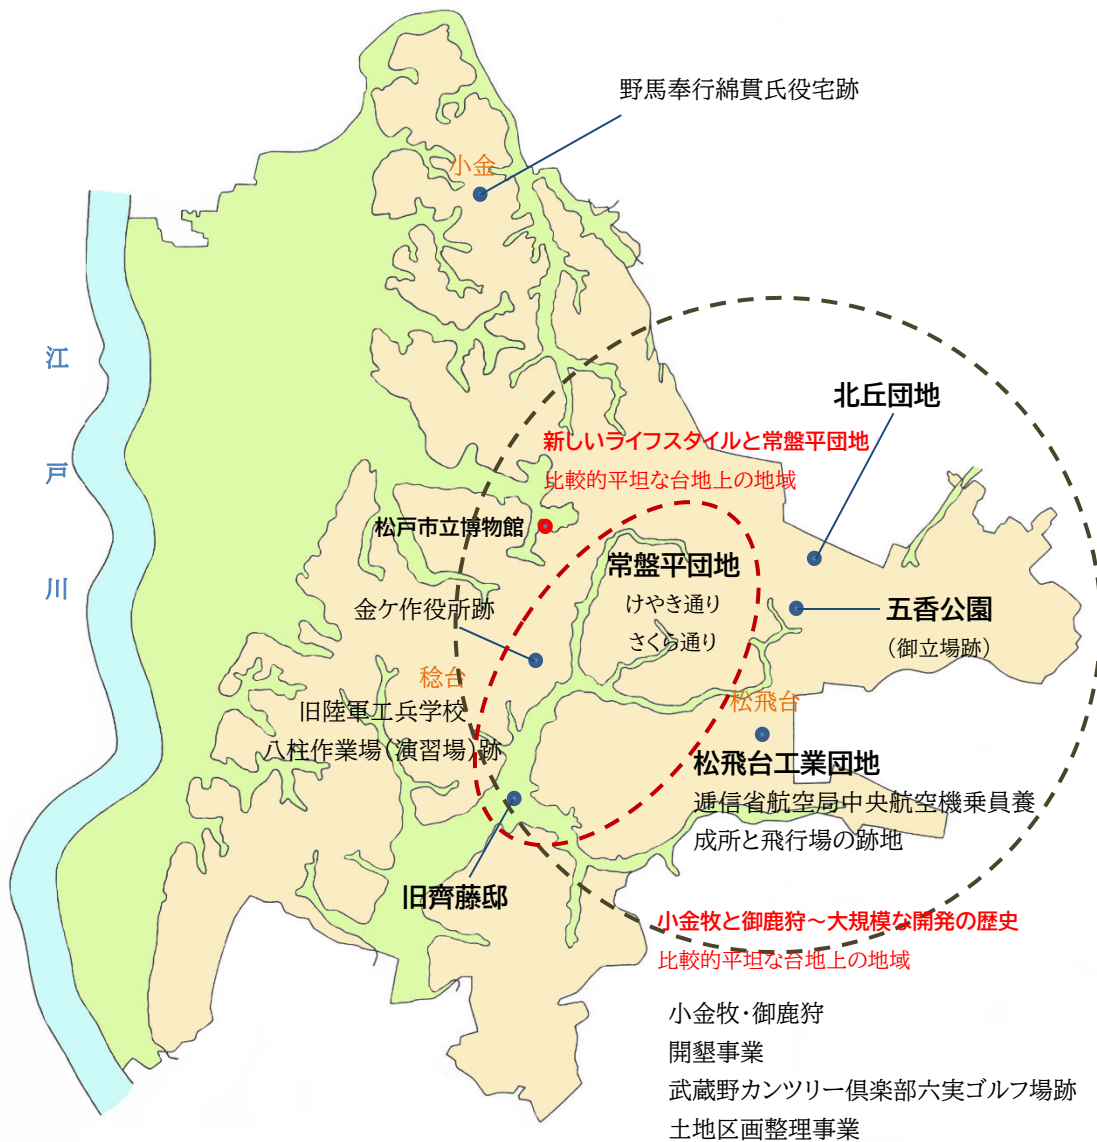 野馬奉行綿貫氏役宅跡
小金
江
戸
川
北丘団地
新しいライフスタイルと常盤平団地
比較的平坦な台地上の地域
松戸市立博物館
常盤平団地
けやき通り
さくら通り
金ケ作役所跡
五香公園
（御立場跡）
稔台
旧陸軍工兵学校
八柱作業場（演習場）跡
松飛台
松飛台工業団地
逓信省航空局中央航空機乗員養
成所と飛行場の跡地
旧齊藤邸
小金牧と御鹿狩～大規模な開発の歴史
比較的平坦な台地上の地域
小金牧・御鹿狩
開墾事業
武蔵野カンツリー倶楽部六実ゴルフ場跡
土地区画整理事業